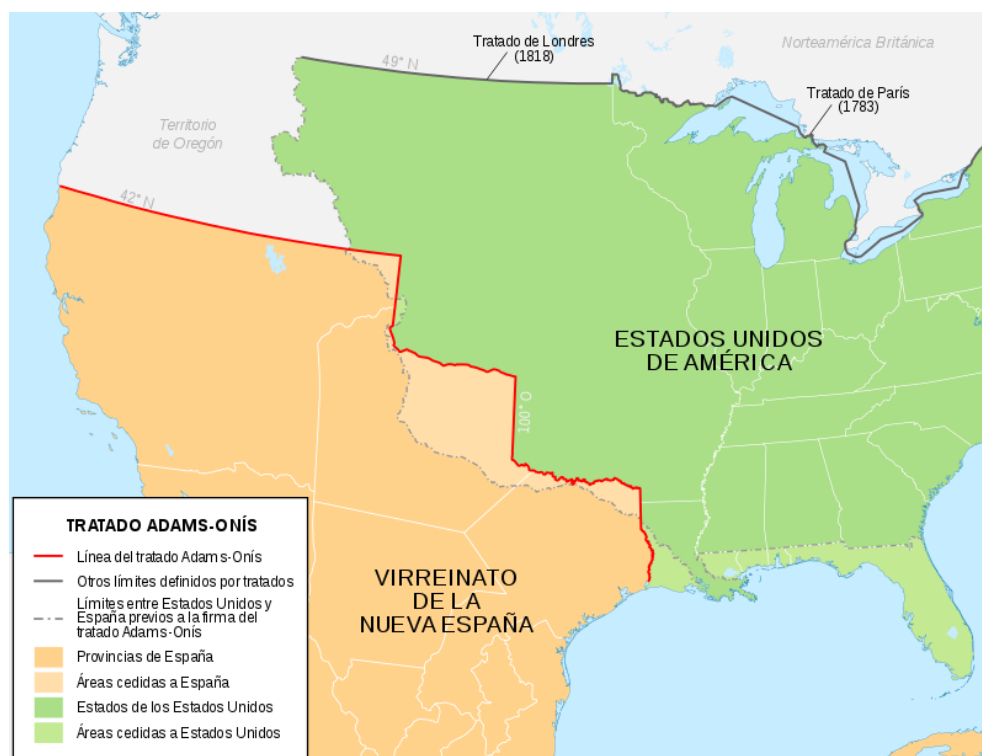 Tratado de Londres
(1818)
Norteamérica Británica
49° N
Tratado de París
(1783)
Territorio
de Oregón
42° N
ESTADOS UNIDOS
DE AMÉRICA
100° O
TRATADO ADAMS-ONÍS
Línea del tratado Adams-Onís
Otros límites definidos por tratados
Límites entre Estados Unidos y
España previos a la firma del
tratado Adams-Onís
Provincias de España
Áreas cedidas a España
Estados de los Estados Unidos
Áreas cedidas a Estados Unidos
VIRREINATO
DE LA
NUEVA ESPAÑA